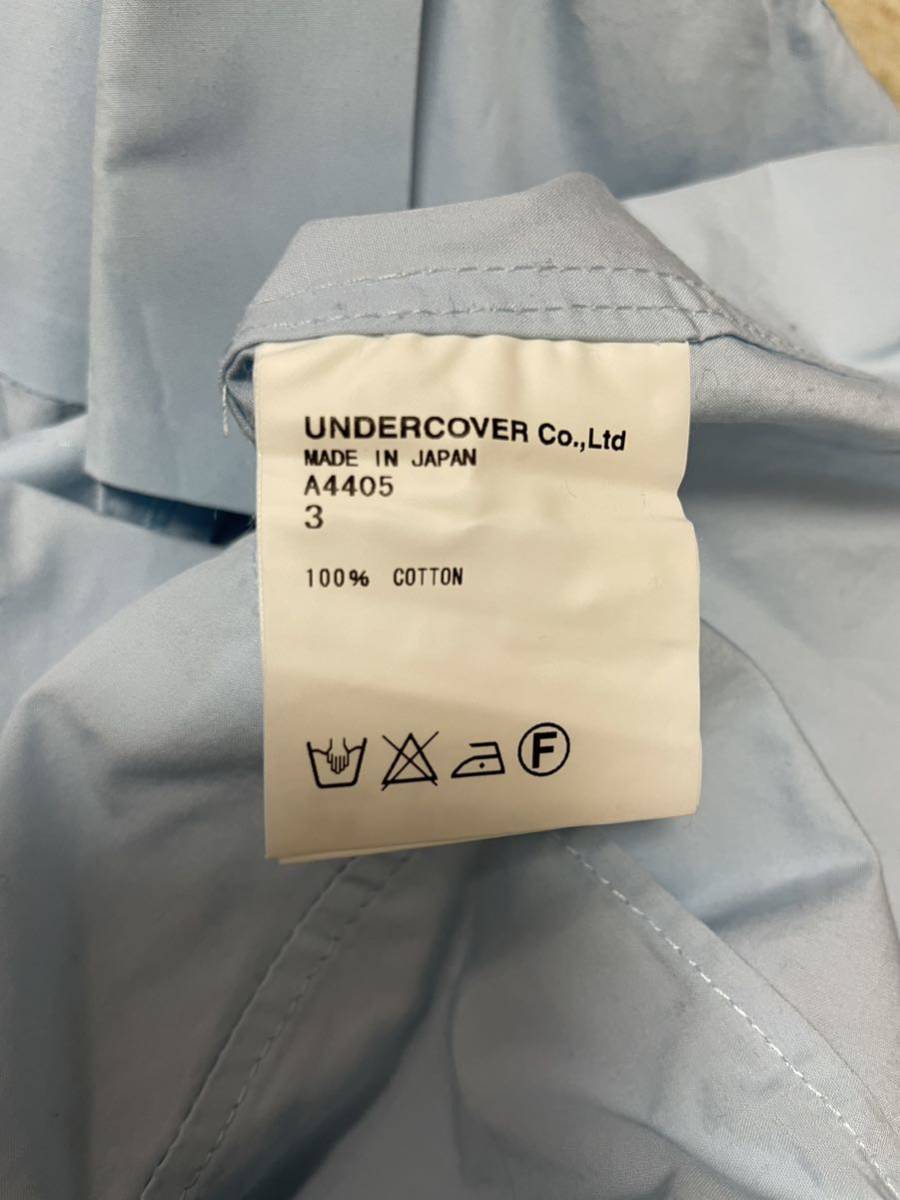 UNDERCOVER Co.,Ltd
MADE IN JAPAN
A4405
3
100% COTTON
F